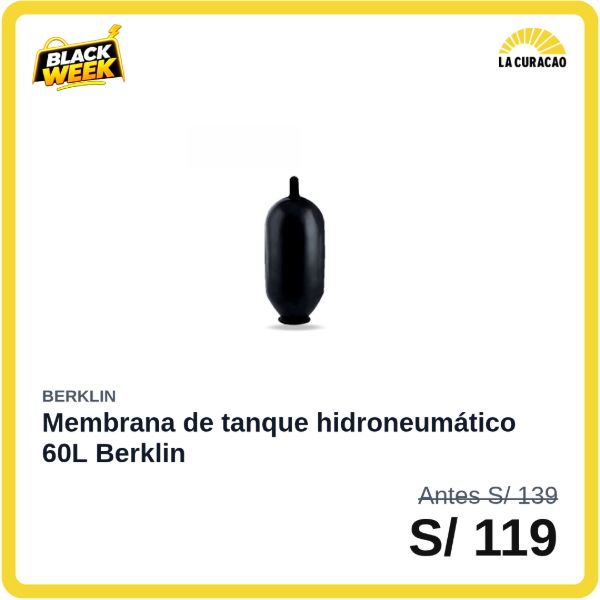 BLACK
WEEK
LA CURACAO
BERKLIN
Membrana de tanque hidroneumático
60L Berklin
Antes S/ 139
S/ 119